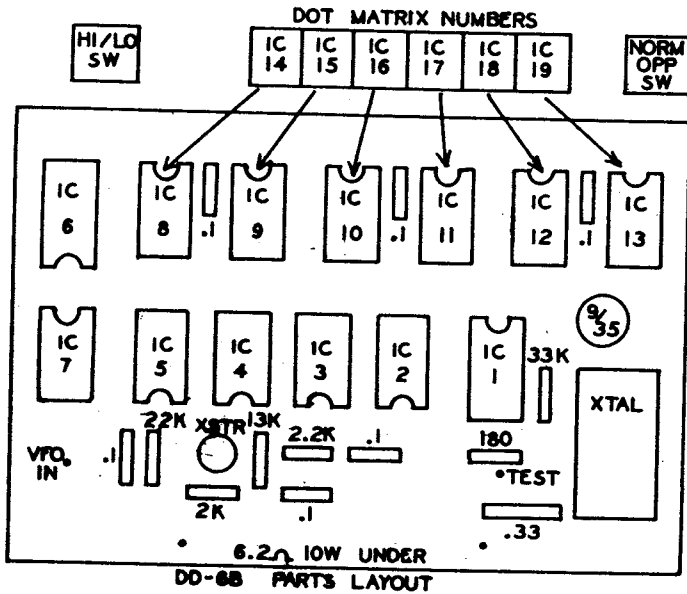 DOT MATRIX NUMBERS
HI/LO
SW
IC
14
IC
15
IC
16
IC
17
IC
18
IC
19
NORM
OPP
SW
IC
6
IC
8
.1
IC
9
IC
10
.1
IC
11
IC
12
.1
IC
13
IC
7
IC
5
IC
4
IC
3
IC
2
IC
1
33K
9/35
XTAL
22K
XSTR
13K
2.2K
.1
180
VFO
IN
.1
TEST
2K
.1
.33
6.2Ω 10W UNDER
DD-6B PARTS LAYOUT